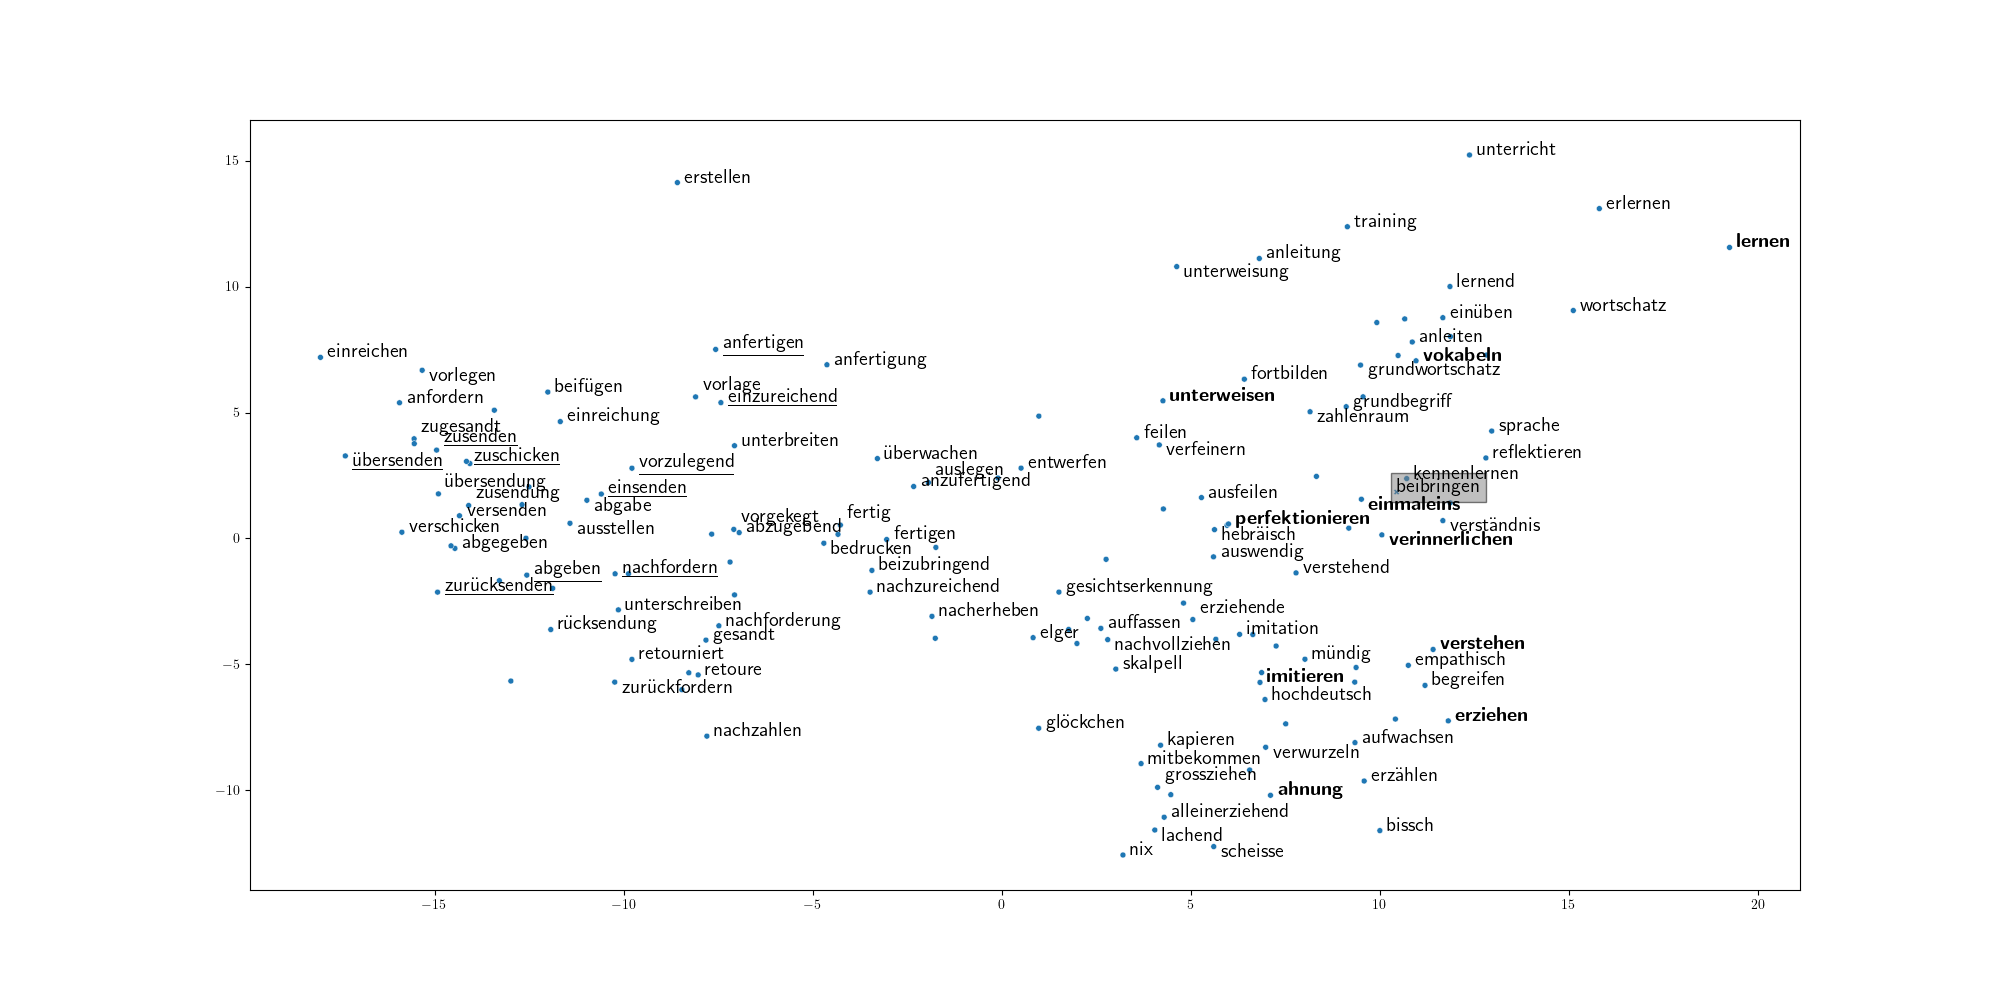 15
10
5
0
−5
−10
−15
−10
−5
0
5
10
15
20
unterricht
erstellen
erlernen
training
lernen
anleitung
unterweisung
lernend
wortschatz
einüben
anleiten
anfertigen
einreichen
vokabeln
anfertigung
grundwortschatz
fortbilden
vorlegen
vorlage
beifügen
einzureichend
unterweisen
anfordern
grundbegriff
zahlenraum
einreichung
zugesandt
sprache
feilen
zusenden
unterbreiten
verfeinern
überwachen
reflektieren
zuschicken
übersenden
vorzulegend
entwerfen
auslegen
kennenlernen
anzufertigend
übersendung
einsenden
beibringen
zusendung
ausfeilen
abgabe
einmaleins
versenden
vorgekegt
fertig
perfektionieren
verschicken
ausstellen
abzugebend
verständnis
fertigen
hebräisch
verinnerlichen
abgegeben
bedrucken
auswendig
beizubringend
abgeben
nachfordern
verstehend
zurücksenden
nachzureichend
gesichtserkennung
unterschreiben
nacherheben
erziehende
rücksendung
nachforderung
auffassen
gesandt
elger
imitation
nachvollziehen
verstehen
retourniert
mündig
skalpell
empathisch
retoure
imitieren
begreifen
zurückfordern
hochdeutsch
erziehen
glöckchen
nachzahlen
kapieren
aufwachsen
mitbekommen
verwurzeln
grossziehen
erzählen
ahnung
alleinerziehend
bissch
lachend
nix
scheisse